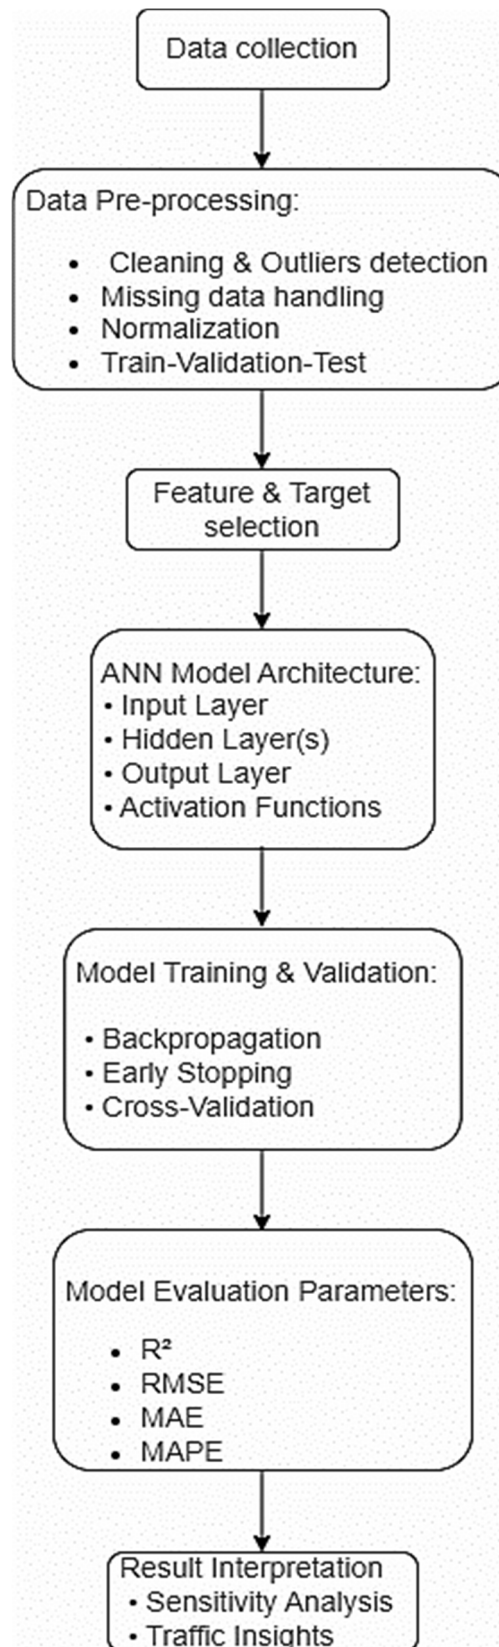 Data collection
Data Pre-processing:
• Cleaning & Outliers detection
• Missing data handling
• Normalization
• Train-Validation-Test
Feature & Target
selection
ANN Model Architecture:
• Input Layer
• Hidden Layer(s)
• Output Layer
• Activation Functions
Model Training & Validation:
• Backpropagation
• Early Stopping
• Cross-Validation
Model Evaluation Parameters:
• R²
• RMSE
• MAE
• MAPE
Result Interpretation
• Sensitivity Analysis
• Traffic Insights